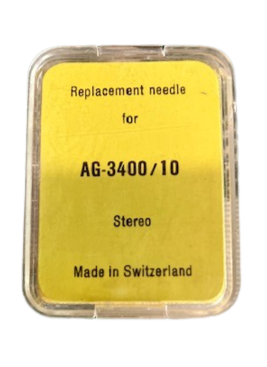 Replacement needle
for
AG-3400/10
Stereo
Made in Switzerland